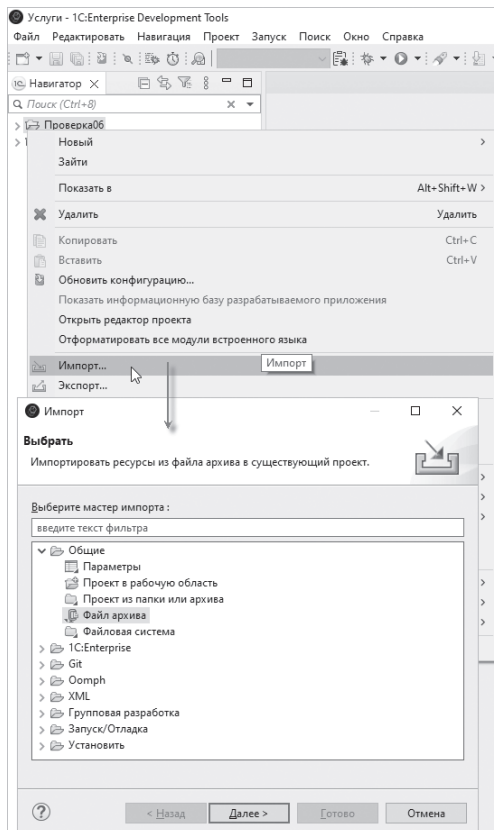 Услуги - 1C:Enterprise Development Tools
Файл Редактировать Навигация Проект Запуск Поиск Окно Справка
Навигатор
Поиск (Ctrl+8)
Проверка06
Новый
Зайти
Показать в Alt+Shift+W
Удалить Удалить
Копировать Ctrl+C
Вставить Ctrl+V
Обновить конфигурацию...
Показать информационную базу разрабатываемого приложения
Открыть редактор проекта
Отформатировать все модули встроенного языка
Импорт... Импорт
Экспорт...
Импорт
Выбрать
Импортировать ресурсы из файла архива в существующий проект.
Выберите мастер импорта :
введите текст фильтра
Общие
Параметры
Проект в рабочую область
Проект из папки или архива
Файл архива
Файловая система
1C:Enterprise
Git
Oomph
XML
Групповая разработка
Запуск/Отладка
Установить
< Назад Далее > Готово Отмена